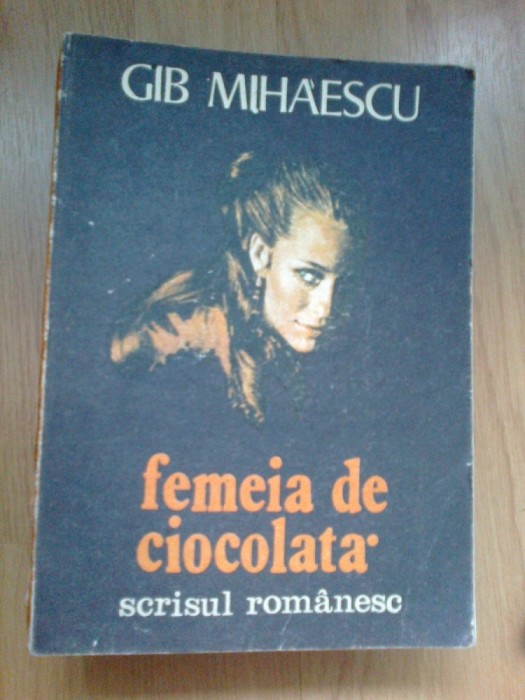 GIB MIHĂESCU
femeia de
ciocolata·
scrisul românesc